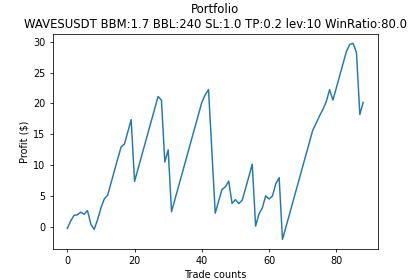 Portfolio
WAVESUSDT BBM:1.7 BBL:240 SL:1.0 TP:0.2 lev:10 WinRatio:80.0
30
25
20
15
10
5
0
Profit ($)
0 20 40 60 80
Trade counts